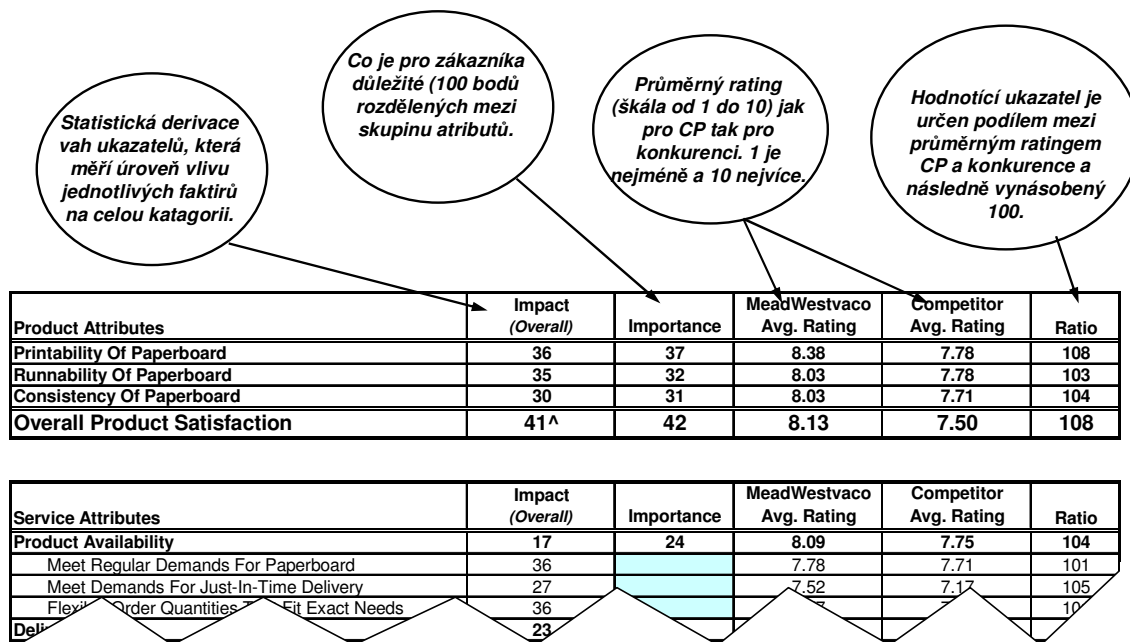 Statistická derivace
vah ukazatelů, která
měří úroveň vlivu
jednotlivých faktirů
na celou katagorii.
Co je pro zákazníka
důležité (100 bodů
rozdělených mezi
skupinu atributů.
Průměrný rating
(škála od 1 do 10) jak
pro CP tak pro
konkurenci. 1 je
nejméně a 10 nejvíce.
Hodnotící ukazatel je
určen podílem mezi
průměrným ratingem
CP a konkurence a
následně vynásobený
100.
Impact MeadWestvaco Competitor
Product Attributes (Overall) Importance Avg. Rating Avg. Rating Ratio
Printability Of Paperboard 36 37 8.38 7.78 108
Runnability Of Paperboard 35 32 8.03 7.78 103
Consistency Of Paperboard 30 31 8.03 7.71 104
Overall Product Satisfaction 41^ 42 8.13 7.50 108
Impact MeadWestvaco Competitor
Service Attributes (Overall) Importance Avg. Rating Avg. Rating Ratio
Product Availability 17 24 8.09 7.75 104
Meet Regular Demands For Paperboard 36 7.78 7.71 101
Meet Demands For Just-In-Time Delivery 27 7.52 7.17 105
Order Quantities Fit Exact Needs 36
23